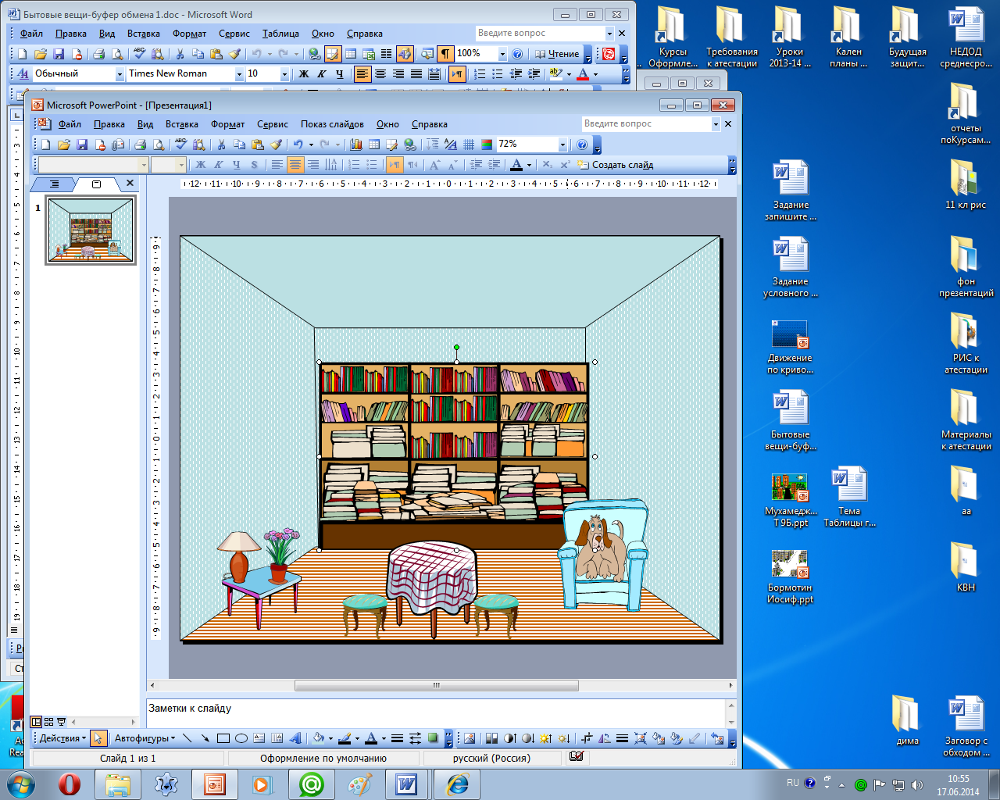 Бытовые вещи-буфер обмена 1.doc - Microsoft Word
Файл Правка Вид Вставка Формат Сервис Таблица Окно Справка
Введите вопрос
100%
Чтение
Обычный
Times New Roman
10
Microsoft PowerPoint - [Презентация1]
Файл Правка Вид Вставка Формат Сервис Показ слайдов Окно Справка
Введите вопрос
72%
Создать слайд
12 11 10 9 8 7 6 5 4 3 2 1 0 1 2 3 4 5 6 7 8 9 10 11 12
1
Заметки к слайду
Действия
Автофигуры
Слайд 1 из 1
Оформление по умолчанию
русский (Россия)
Курсы
Оформле...
Требования
к аттестации
Уроки
2013-14 ...
Кален
планы ...
Будущая
защит...
НЕДОД
среднесро...
отчеты
поКурсам...
Задание
запишите ...
11 кл рис
Задание
условного ...
фон
презентаций
Движение
по криво...
РИС к
атестации
Бытовые
вещи-буф...
Материалы
к атестации
Мухамедж...
Т 9Б.ppt
Тема
Таблицы г...
аа
Бормотин
Иосиф.ppt
КВН
дима
Заговор с
обходом ...
RU
10:55
17.06.2014